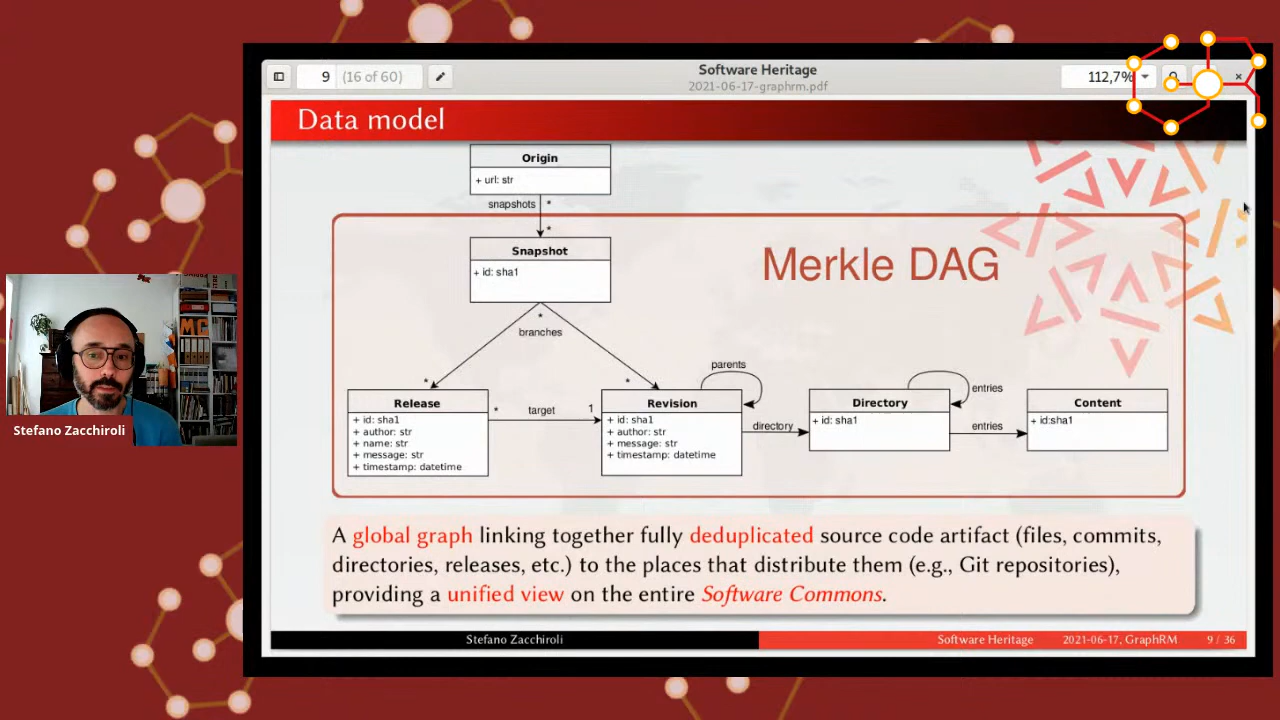 9 (16 of 60)
Software Heritage
2021-06-17-graphrm.pdf
112,7%
Data model
Origin
+ url: str
snapshots *
*
Snapshot
+ id: sha1
Merkle DAG
*
branches
*
*
parents
Release
+ id: sha1
+ author: str
+ name: str
+ message: str
+ timestamp: datetime
* target 1
Revision
+ id: sha1
+ author: str
+ message: str
+ timestamp: datetime
directory
Directory
+ id: sha1
entries
entries
Content
+ id:sha1
MG
Stefano Zacchiroli
A global graph linking together fully deduplicated source code artifact (files, commits,
directories, releases, etc.) to the places that distribute them (e.g., Git repositories),
providing a unified view on the entire Software Commons.
Stefano Zacchiroli
Software Heritage 2021-06-17, GraphRM 9 / 36